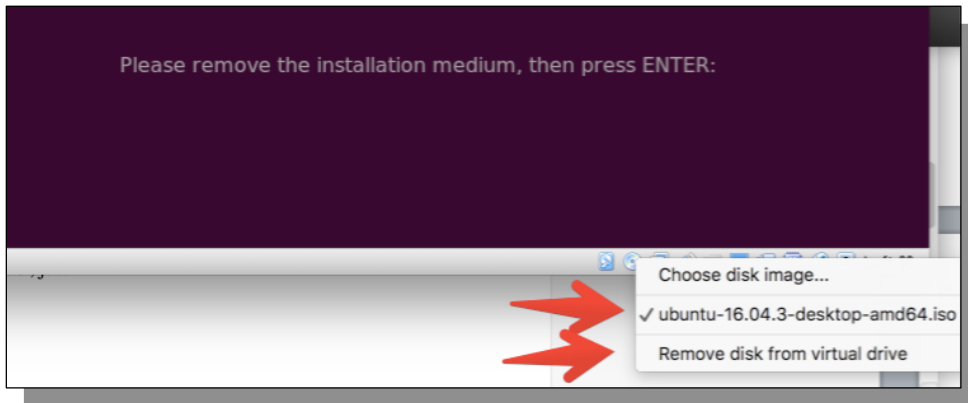 Please remove the installation medium, then press ENTER:
Choose disk image...
✓ ubuntu-16.04.3-desktop-amd64.iso
Remove disk from virtual drive